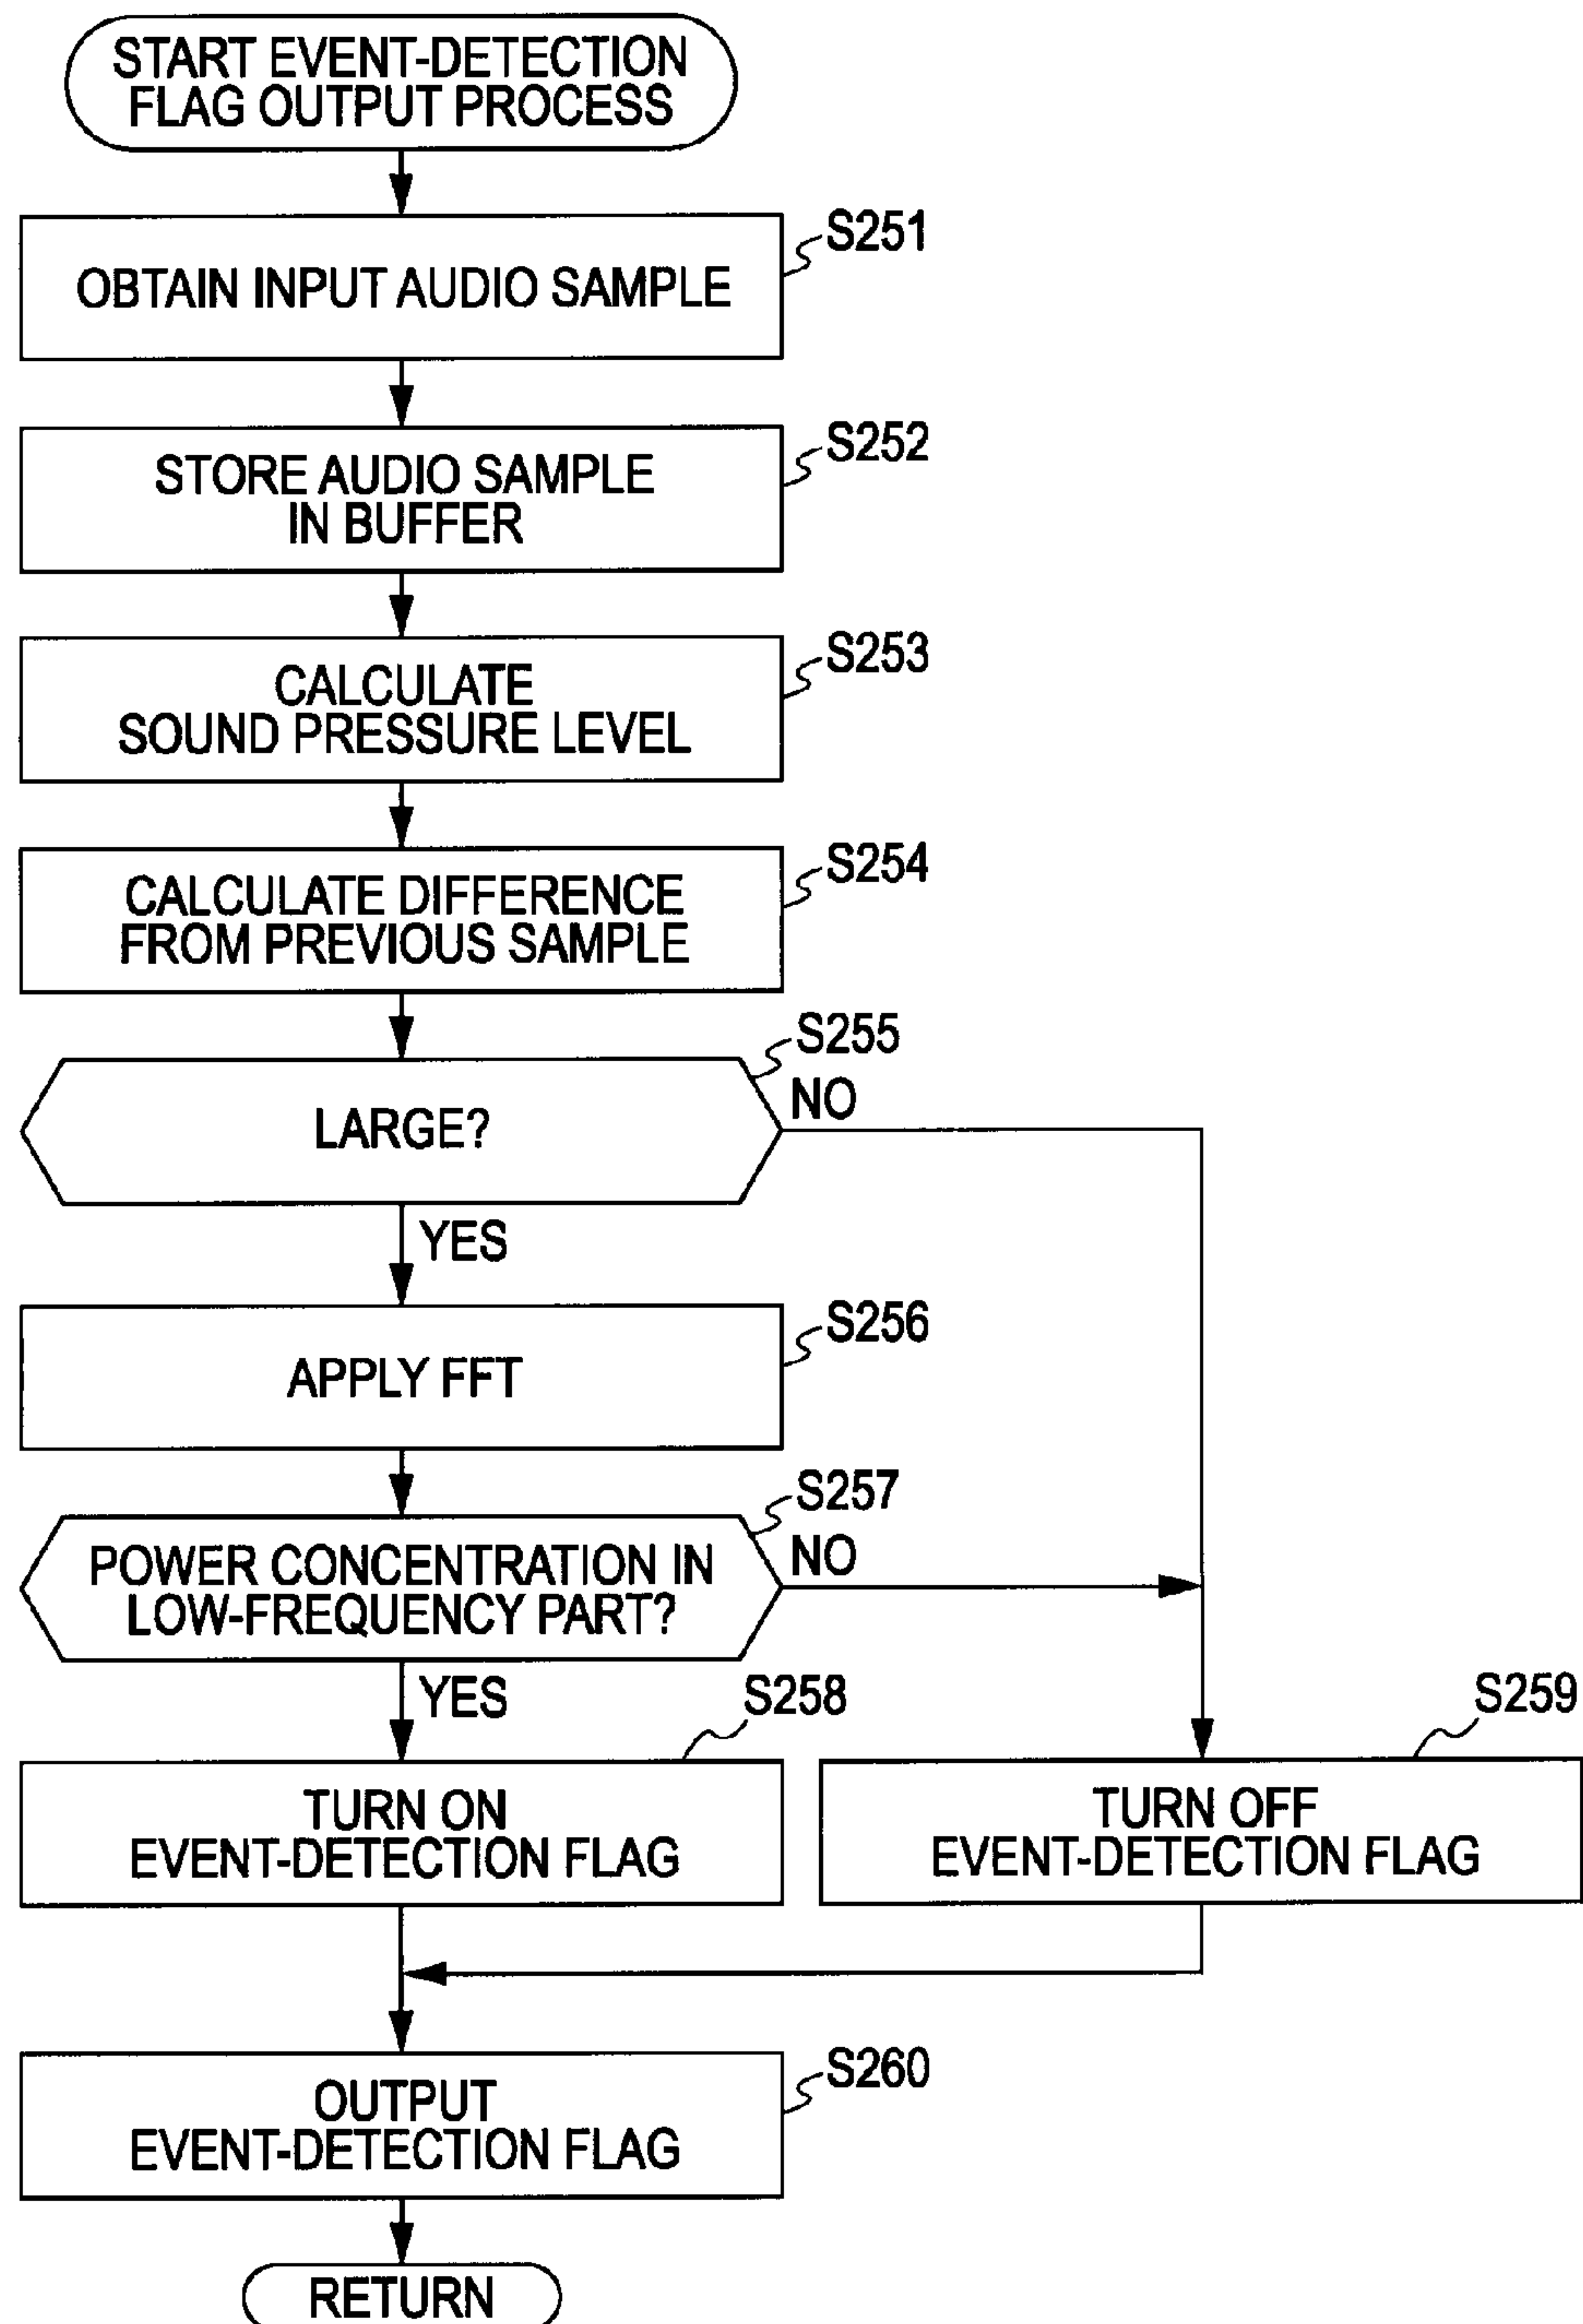 START EVENT-DETECTION
FLAG OUTPUT PROCESS
S251
OBTAIN INPUT AUDIO SAMPLE
S252
STORE AUDIO SAMPLE
IN BUFFER
S253
CALCULATE
SOUND PRESSURE LEVEL
S254
CALCULATE DIFFERENCE
FROM PREVIOUS SAMPLE
S255
NO
LARGE?
YES
S256
APPLY FFT
S257
NO
POWER CONCENTRATION IN
LOW-FREQUENCY PART?
YES
S258
S259
TURN ON
EVENT-DETECTION FLAG
TURN OFF
EVENT-DETECTION FLAG
S260
OUTPUT
EVENT-DETECTION FLAG
RETURN